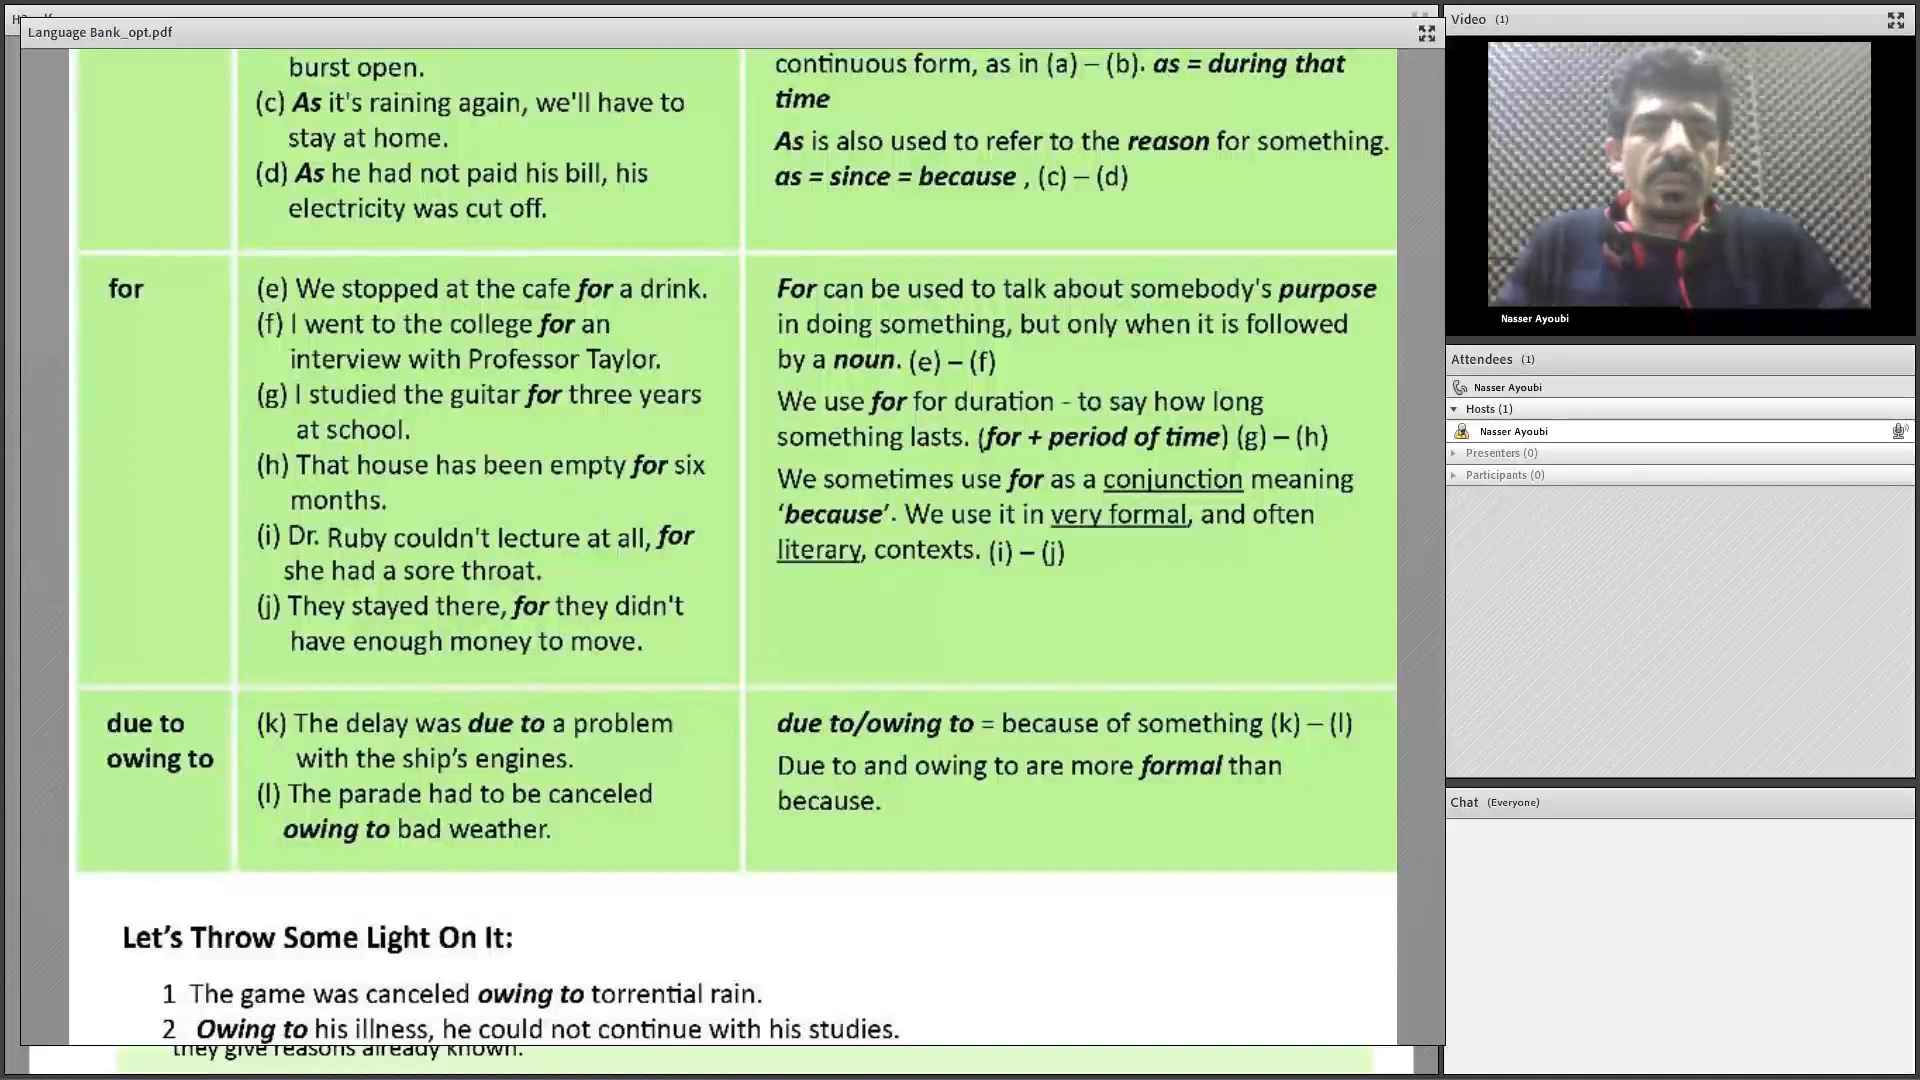 Language Bank_opt.pdf
burst open.
(c) As it's raining again, we'll have to
stay at home.
(d) As he had not paid his bill, his
electricity was cut off.
continuous form, as in (a) – (b). as = during that
time
As is also used to refer to the reason for something.
as = since = because , (c) – (d)
for
(e) We stopped at the cafe for a drink.
(f) I went to the college for an
interview with Professor Taylor.
(g) I studied the guitar for three years
at school.
(h) That house has been empty for six
months.
(i) Dr. Ruby couldn't lecture at all, for
she had a sore throat.
(j) They stayed there, for they didn't
have enough money to move.
For can be used to talk about somebody's purpose
in doing something, but only when it is followed
by a noun. (e) – (f)
We use for for duration - to say how long
something lasts. (for + period of time) (g) – (h)
We sometimes use for as a conjunction meaning
‘because’. We use it in very formal, and often
literary, contexts. (i) – (j)
due to
owing to
(k) The delay was due to a problem
with the ship’s engines.
(l) The parade had to be canceled
owing to bad weather.
due to/owing to = because of something (k) – (l)
Due to and owing to are more formal than
because.
Let’s Throw Some Light On It:
1 The game was canceled owing to torrential rain.
2 Owing to his illness, he could not continue with his studies.
they give reasons already known.
Video (1)
Nasser Ayoubi
Attendees (1)
Nasser Ayoubi
Hosts (1)
Nasser Ayoubi
Presenters (0)
Participants (0)
Chat (Everyone)